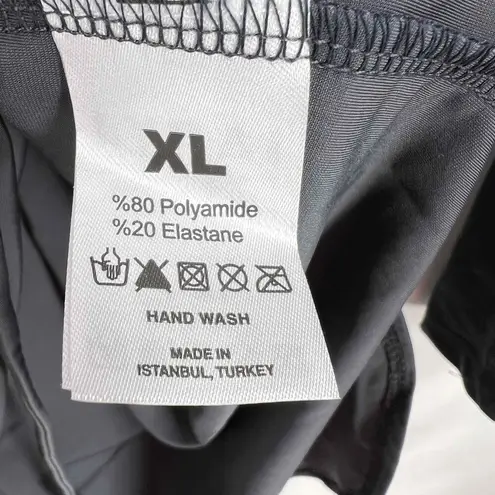 XL
%80 Polyamide
%20 Elastane
HAND WASH
MADE IN
ISTANBUL, TURKEY